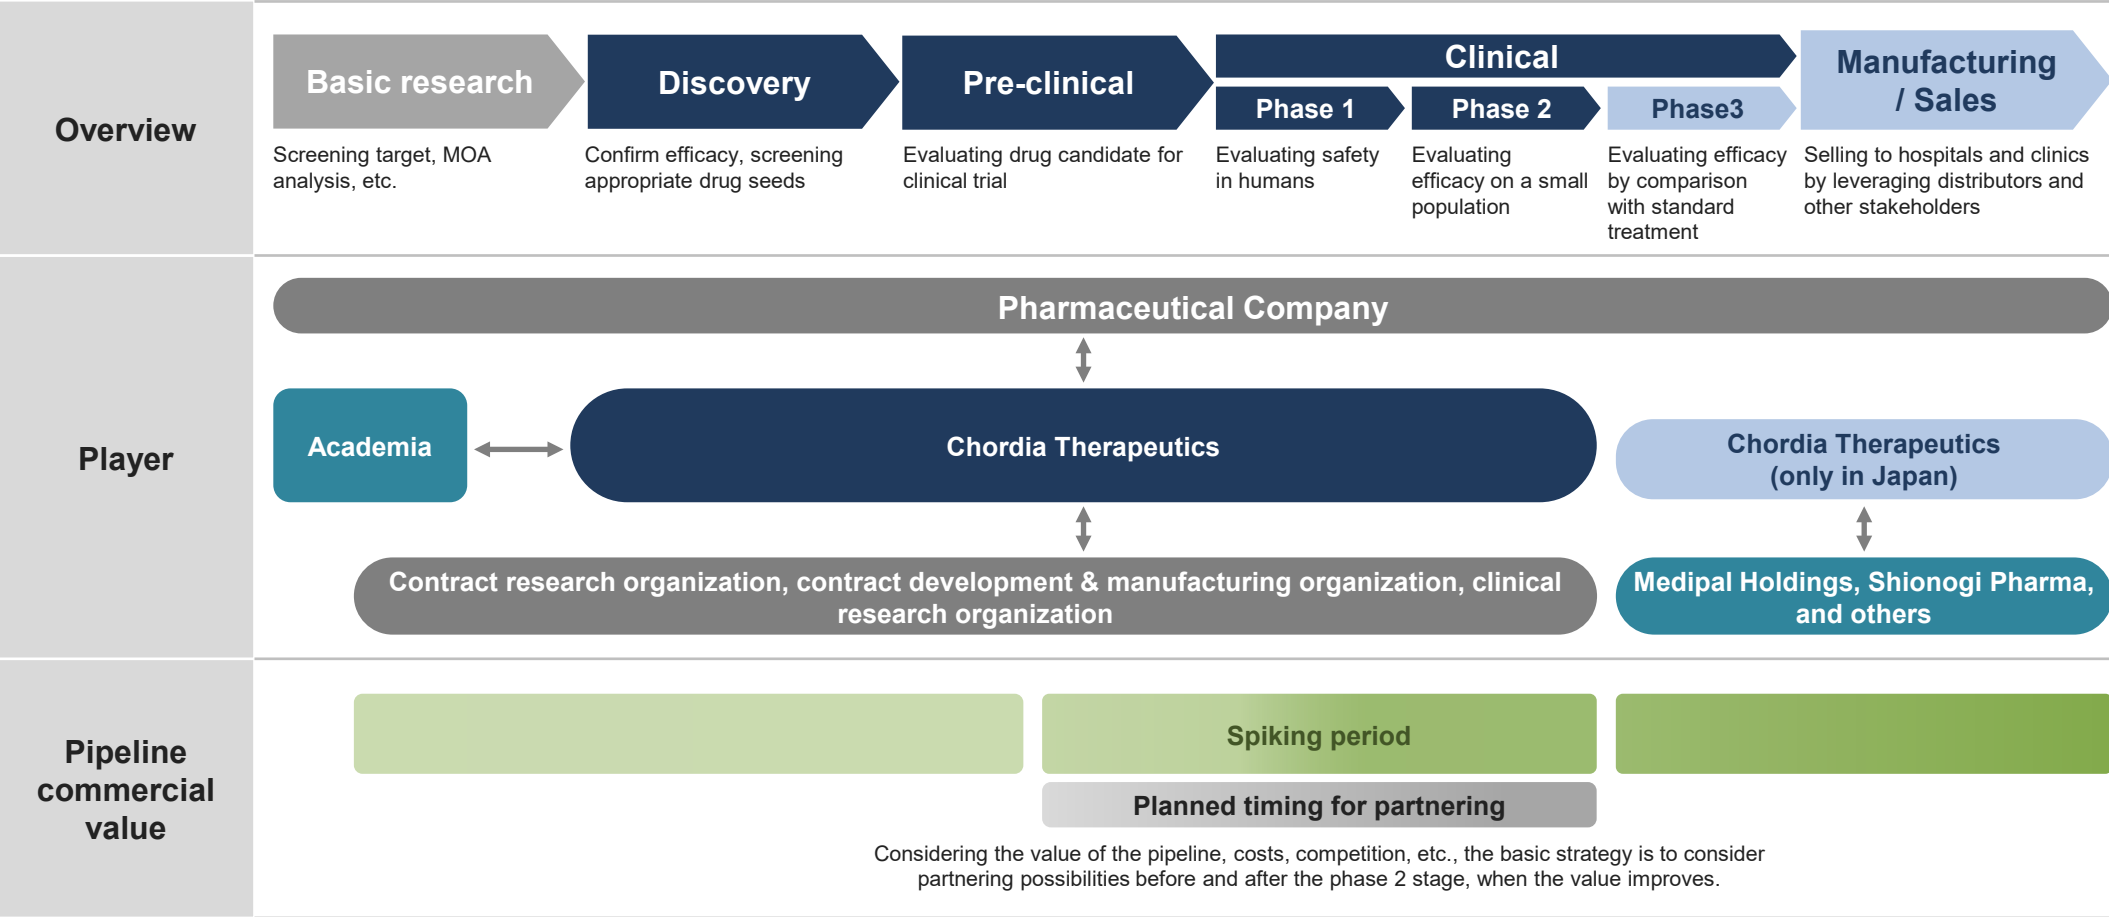 Overview
Basic research
Discovery
Pre-clinical
Clinical
Phase 1
Phase 2
Phase3
Manufacturing
/ Sales
Screening target, MOA
analysis, etc.
Confirm efficacy, screening
appropriate drug seeds
Evaluating drug candidate for
clinical trial
Evaluating safety
in humans
Evaluating
efficacy on a small
population
Evaluating efficacy
by comparison
with standard
treatment
Selling to hospitals and clinics
by leveraging distributors and
other stakeholders
Player
Pharmaceutical Company
Academia
Chordia Therapeutics
Chordia Therapeutics
(only in Japan)
Contract research organization, contract development & manufacturing organization, clinical
research organization
Medipal Holdings, Shionogi Pharma,
and others
Pipeline
commercial
value
Spiking period
Planned timing for partnering
Considering the value of the pipeline, costs, competition, etc., the basic strategy is to consider
partnering possibilities before and after the phase 2 stage, when the value improves.